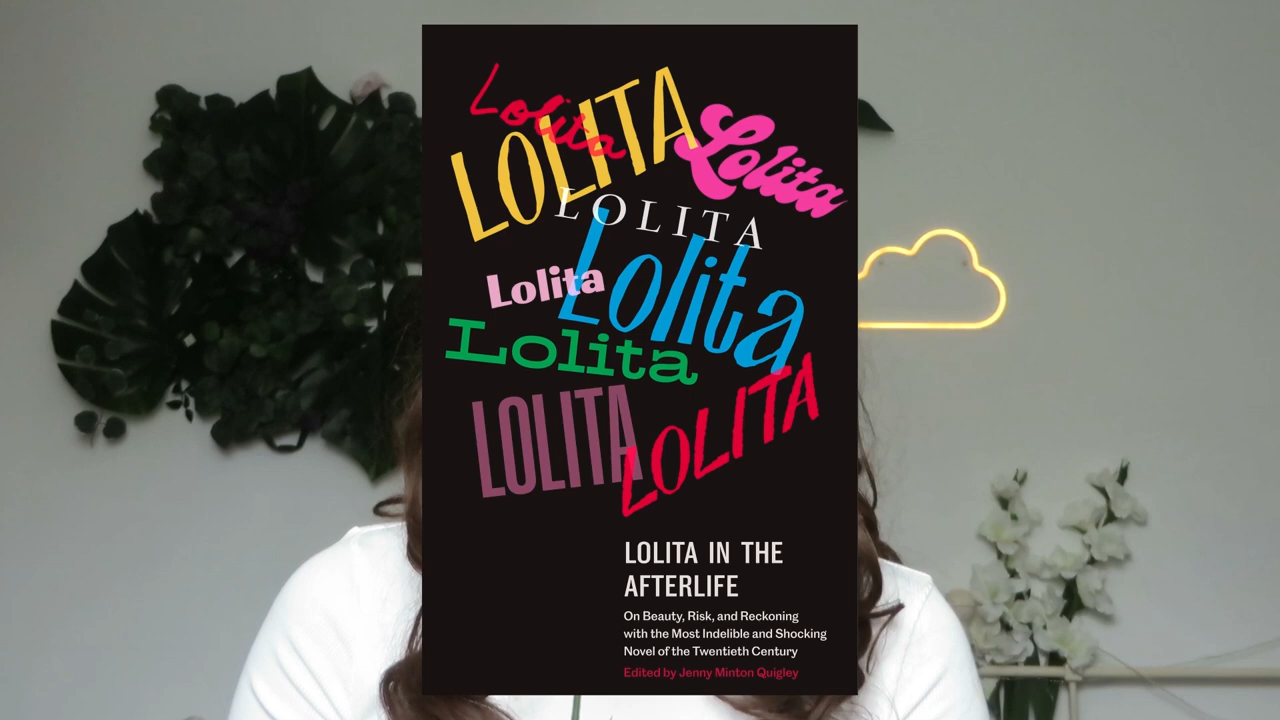 Lolita
LOLITA
Lolita
LOLITA
Lolita
Lolita
Lolita
LOLITA
LOLITA
LOLITA IN THE
AFTERLIFE
On Beauty, Risk, and Reckoning
with the Most Indelible and Shocking
Novel of the Twentieth Century
Edited by Jenny Minton Quigley